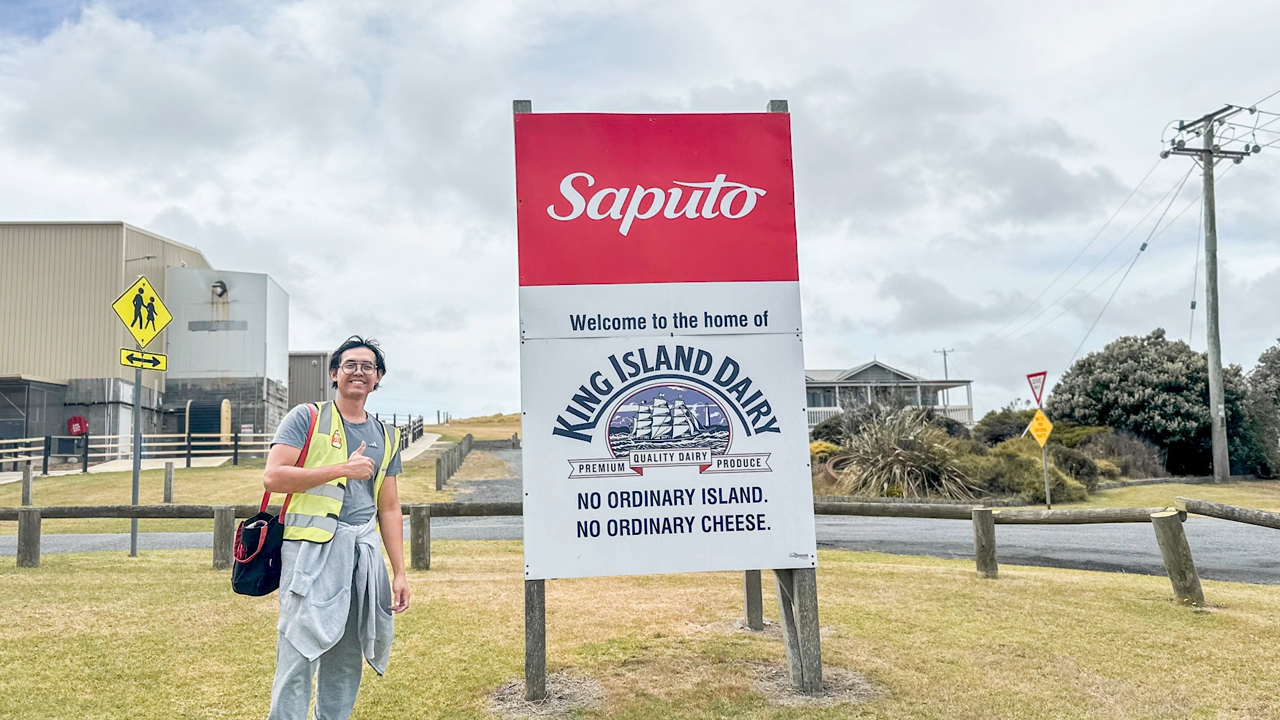 Saputo
Welcome to the home of
KING ISLAND DAIRY
QUALITY DAIRY
PREMIUM PRODUCE
NO ORDINARY ISLAND.
NO ORDINARY CHEESE.